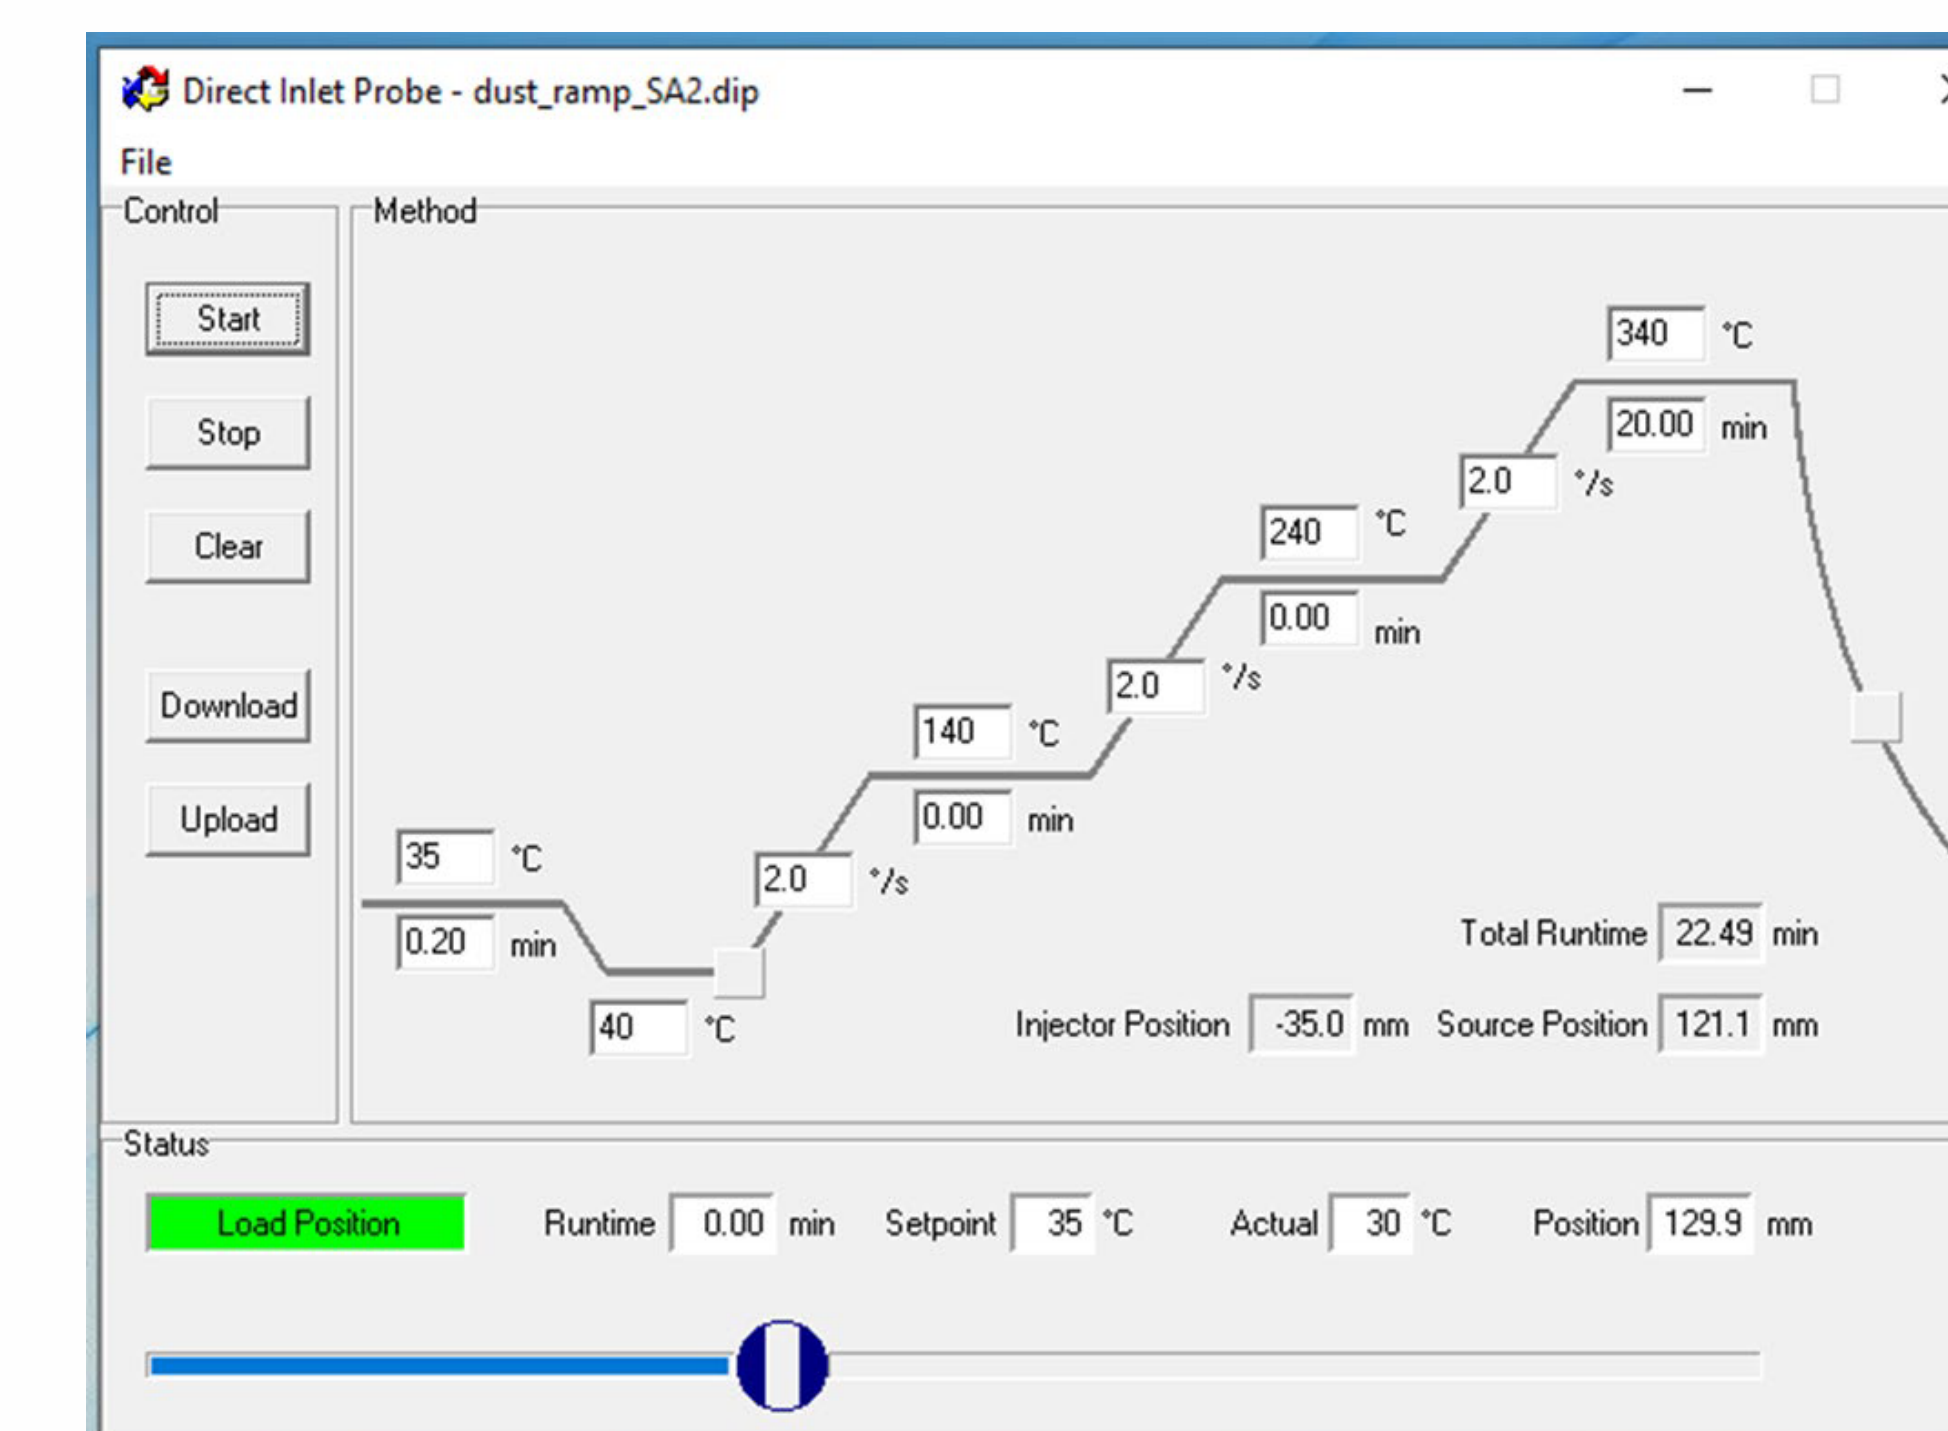 Direct Inlet Probe - dust_ramp_SA2.dip
File
Control
Method
Start
Stop
Clear
Download
Upload
340 °C
20.00 min
2.0 °/s
240 °C
0.00 min
2.0 °/s
140 °C
0.00 min
2.0 °/s
35 °C
0.20 min
40 °C
Total Runtime 22.49 min
Injector Position -35.0 mm Source Position 121.1 mm
Status
Load Position Runtime 0.00 min Setpoint 35 °C Actual 30 °C Position 129.9 mm